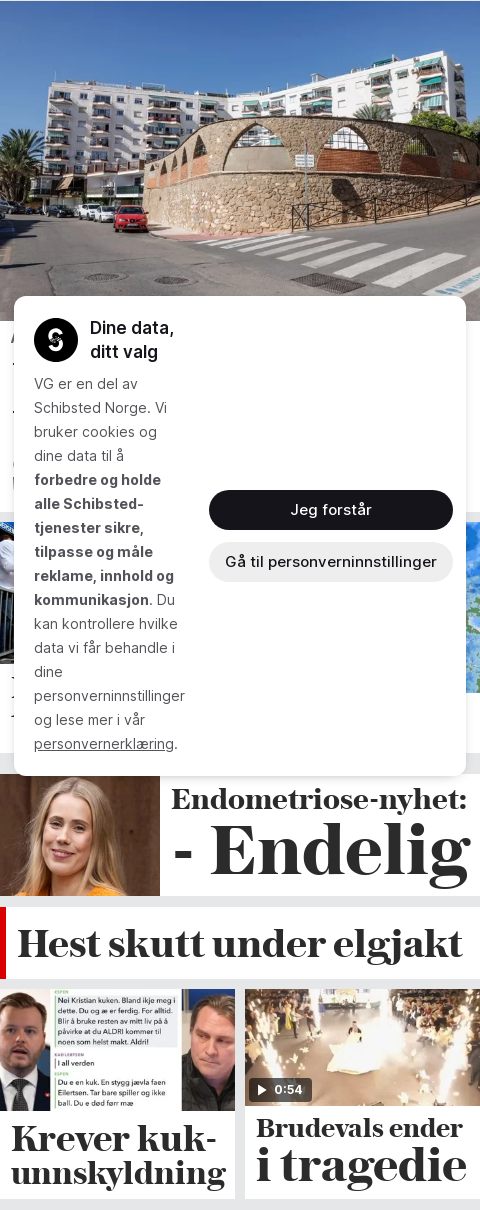 Dine data,
ditt valg
VG er en del av
Schibsted Norge. Vi
bruker cookies og
dine data til å
forbedre og holde
alle Schibsted-
tjenester sikre,
tilpasse og måle
reklame, innhold og
kommunikasjon. Du
kan kontrollere hvilke
data vi får behandle i
dine
personverninnstillinger
og lese mer i vår
personvernerklæring.
Jeg forstår
Gå til personverninnstillinger
Endometriose-nyhet:
- Endelig
Hest skutt under elgjakt
ESPEN
Nei Kristian kuken. Bland ikje meg i
dette. Du og æ er ferdig. For alltid.
Blir å bruke resten av mitt liv på å
påvirke at du ALDRI kommer til
noen som helst makt. Aldri!
KARI ERTSEN
I all verden
ESPEN
Du e en kuk. En stygg jævla faen
Eilertsen. Tar bare spiller og ikke
ball. Du e død førr mæ
Krever kuk-
unnskyldning
0:54
Brudevals ender
i tragedie